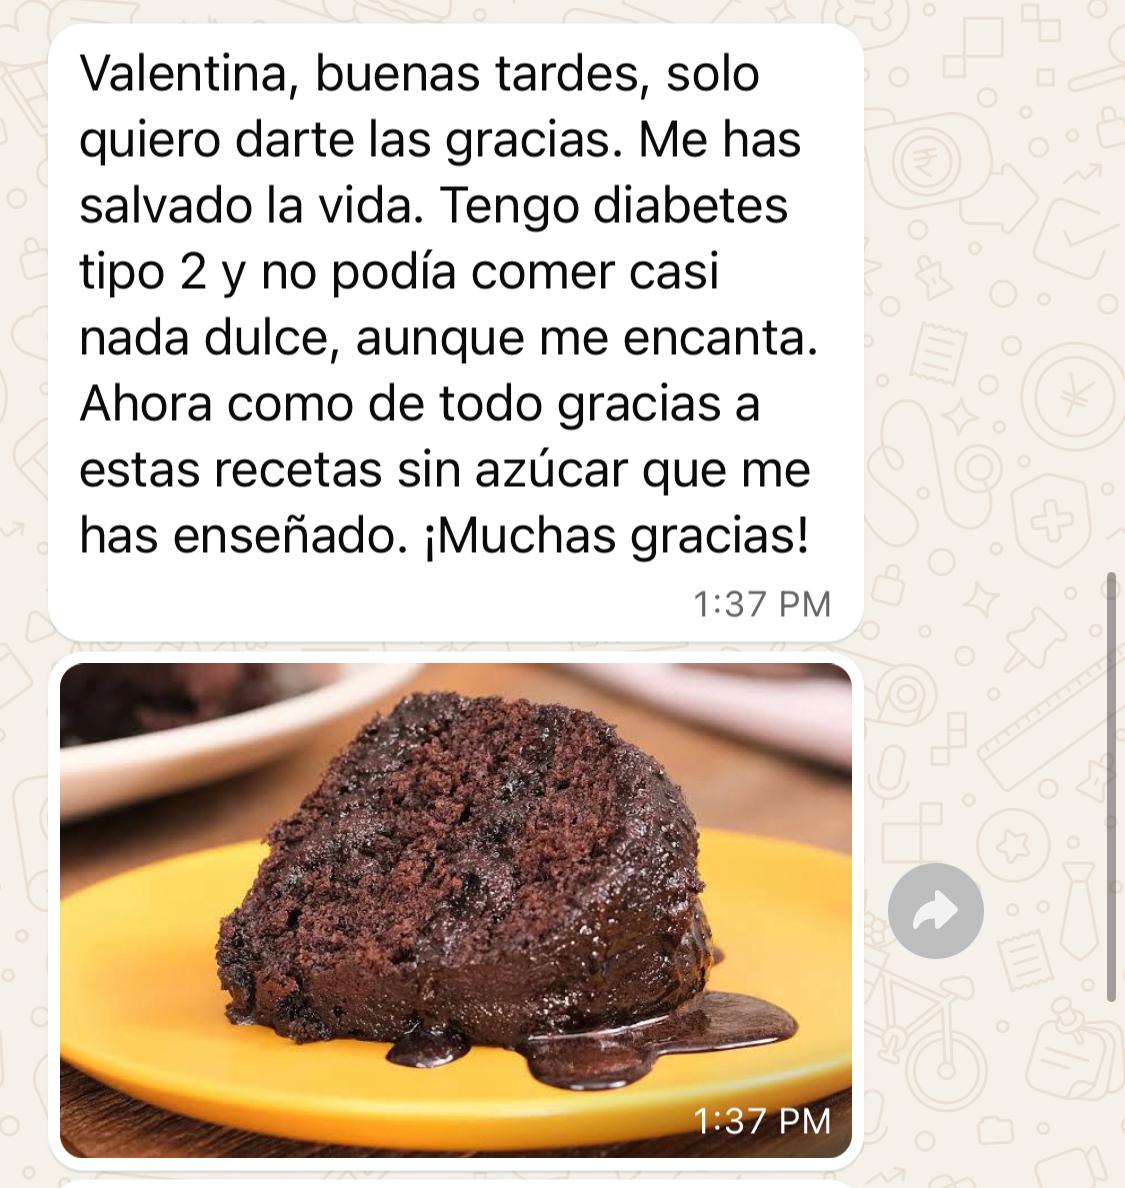 Valentina, buenas tardes, solo
quiero darte las gracias. Me has
salvado la vida. Tengo diabetes
tipo 2 y no podía comer casi
nada dulce, aunque me encanta.
Ahora como de todo gracias a
estas recetas sin azúcar que me
has enseñado. ¡Muchas gracias!
1:37 PM
1:37 PM